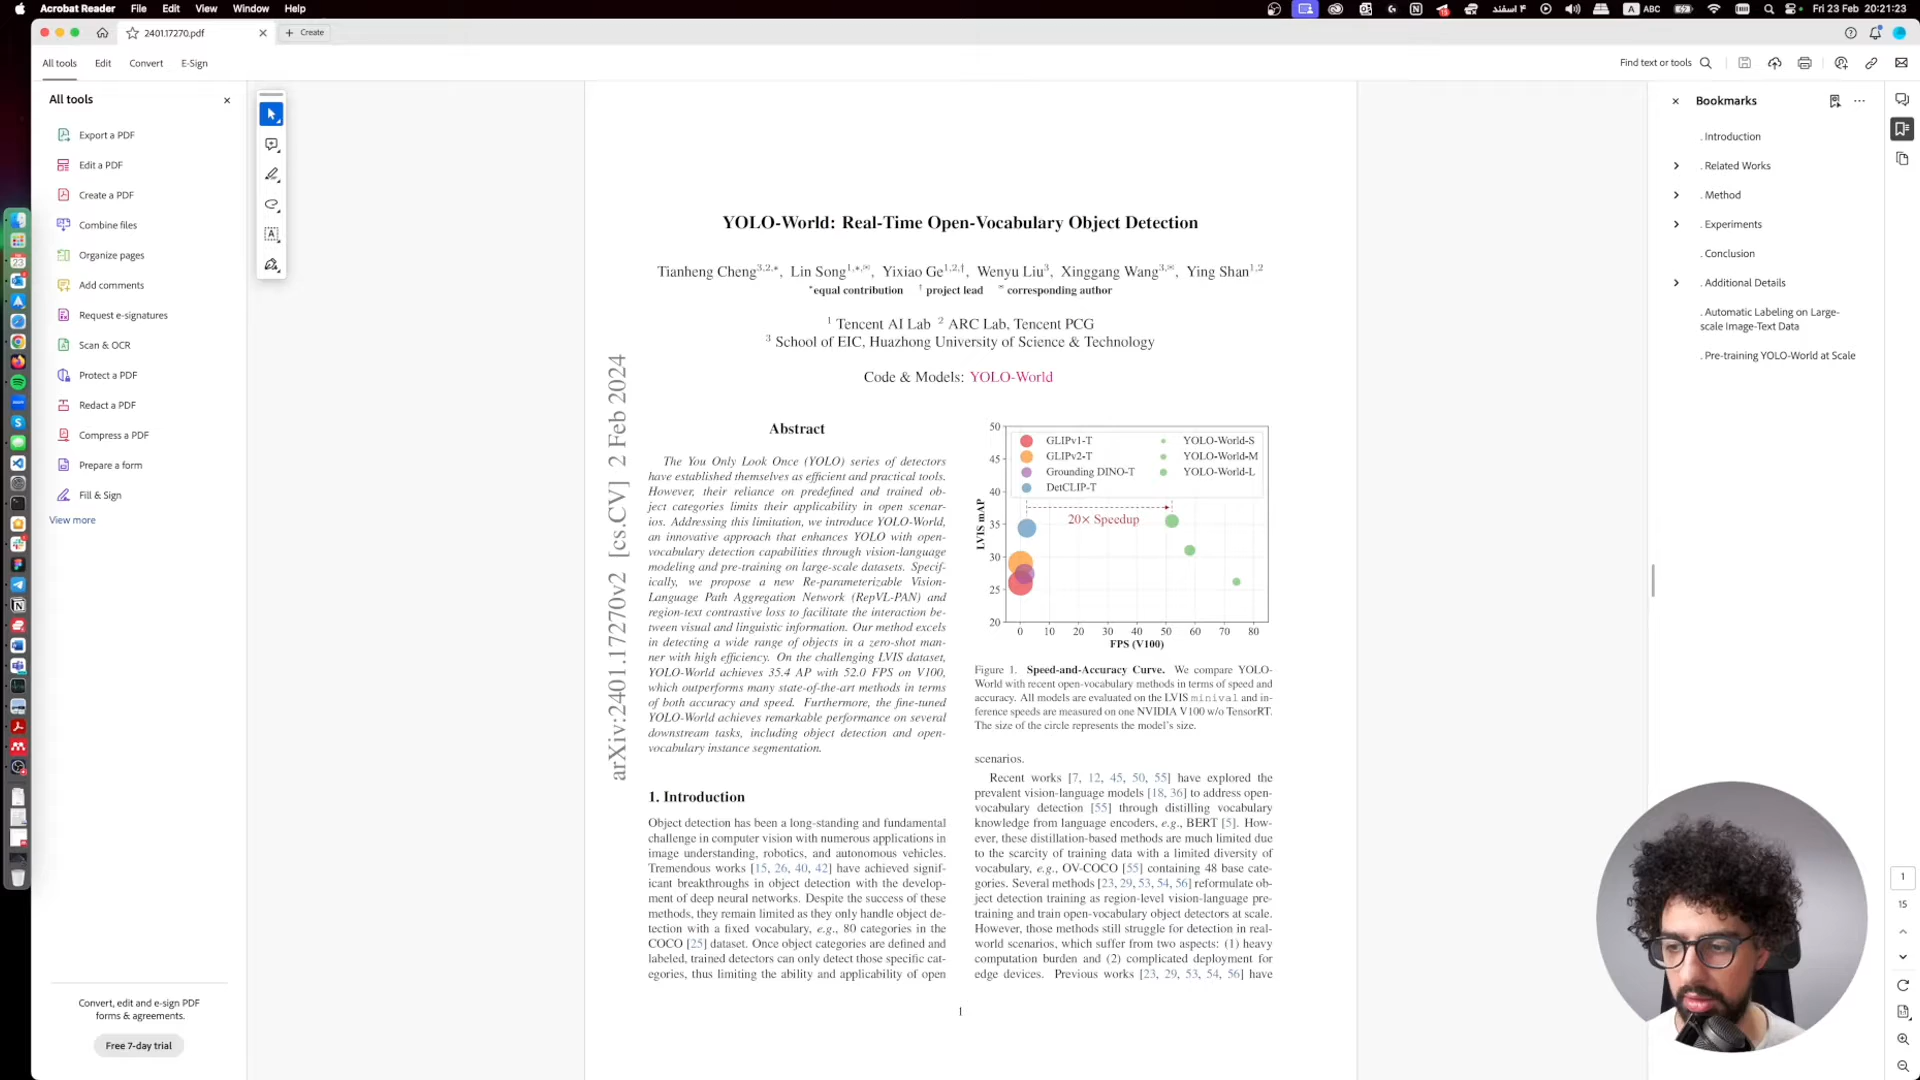 Acrobat Reader File Edit View Window Help
۴ اسفند A ABC Fri 23 Feb 20:21:23
2401.17270.pdf Create
All tools Edit Convert E-Sign
Find text or tools
All tools
Export a PDF
Edit a PDF
Create a PDF
Combine files
Organize pages
Add comments
Request e-signatures
Scan & OCR
Protect a PDF
Redact a PDF
Compress a PDF
Prepare a form
Fill & Sign
View more
Convert, edit and e-sign PDF
forms & agreements.
Free 7-day trial
arXiv:2401.17270v2 [cs.CV] 2 Feb 2024
YOLO-World: Real-Time Open-Vocabulary Object Detection
Tianheng Cheng3,2,*, Lin Song1,*,✉, Yixiao Ge1,2,†, Wenyu Liu3, Xinggang Wang3,✉, Ying Shan1,2
*equal contribution † project lead ✉ corresponding author
1 Tencent AI Lab 2 ARC Lab, Tencent PCG
3 School of EIC, Huazhong University of Science & Technology
Code & Models: YOLO-World
Abstract
The You Only Look Once (YOLO) series of detectors
have established themselves as efficient and practical tools.
However, their reliance on predefined and trained ob-
ject categories limits their applicability in open scenar-
ios. Addressing this limitation, we introduce YOLO-World,
an innovative approach that enhances YOLO with open-
vocabulary detection capabilities through vision-language
modeling and pre-training on large-scale datasets. Specif-
ically, we propose a new Re-parameterizable Vision-
Language Path Aggregation Network (RepVL-PAN) and
region-text contrastive loss to facilitate the interaction be-
tween visual and linguistic information. Our method excels
in detecting a wide range of objects in a zero-shot man-
ner with high efficiency. On the challenging LVIS dataset,
YOLO-World achieves 35.4 AP with 52.0 FPS on V100,
which outperforms many state-of-the-art methods in terms
of both accuracy and speed. Furthermore, the fine-tuned
YOLO-World achieves remarkable performance on several
downstream tasks, including object detection and open-
vocabulary instance segmentation.
1. Introduction
Object detection has been a long-standing and fundamental
challenge in computer vision with numerous applications in
image understanding, robotics, and autonomous vehicles.
Tremendous works [15, 26, 40, 42] have achieved signif-
icant breakthroughs in object detection with the develop-
ment of deep neural networks. Despite the success of these
methods, they remain limited as they only handle object de-
tection with a fixed vocabulary, e.g., 80 categories in the
COCO [25] dataset. Once object categories are defined and
labeled, trained detectors can only detect those specific cat-
egories, thus limiting the ability and applicability of open
GLIPv1-T YOLO-World-S
GLIPv2-T YOLO-World-M
Grounding DINO-T YOLO-World-L
DetCLIP-T
20× Speedup
LVIS mAP
50
45
40
35
30
25
20
0 10 20 30 40 50 60 70 80
FPS (V100)
Figure 1. Speed-and-Accuracy Curve. We compare YOLO-
World with recent open-vocabulary methods in terms of speed and
accuracy. All models are evaluated on the LVIS minival and in-
ference speeds are measured on one NVIDIA V100 w/o TensorRT.
The size of the circle represents the model's size.
scenarios.
Recent works [7, 12, 45, 50, 55] have explored the
prevalent vision-language models [18, 36] to address open-
vocabulary detection [55] through distilling vocabulary
knowledge from language encoders, e.g., BERT [5]. How-
ever, these distillation-based methods are much limited due
to the scarcity of training data with a limited diversity of
vocabulary, e.g., OV-COCO [55] containing 48 base cate-
gories. Several methods [23, 29, 53, 54, 56] reformulate ob-
ject detection training as region-level vision-language pre-
training and train open-vocabulary object detectors at scale.
However, those methods still struggle for detection in real-
world scenarios, which suffer from two aspects: (1) heavy
computation burden and (2) complicated deployment for
edge devices. Previous works [23, 29, 53, 54, 56] have
1
Bookmarks
. Introduction
. Related Works
. Method
. Experiments
. Conclusion
. Additional Details
. Automatic Labeling on Large-
scale Image-Text Data
. Pre-training YOLO-World at Scale
1
15